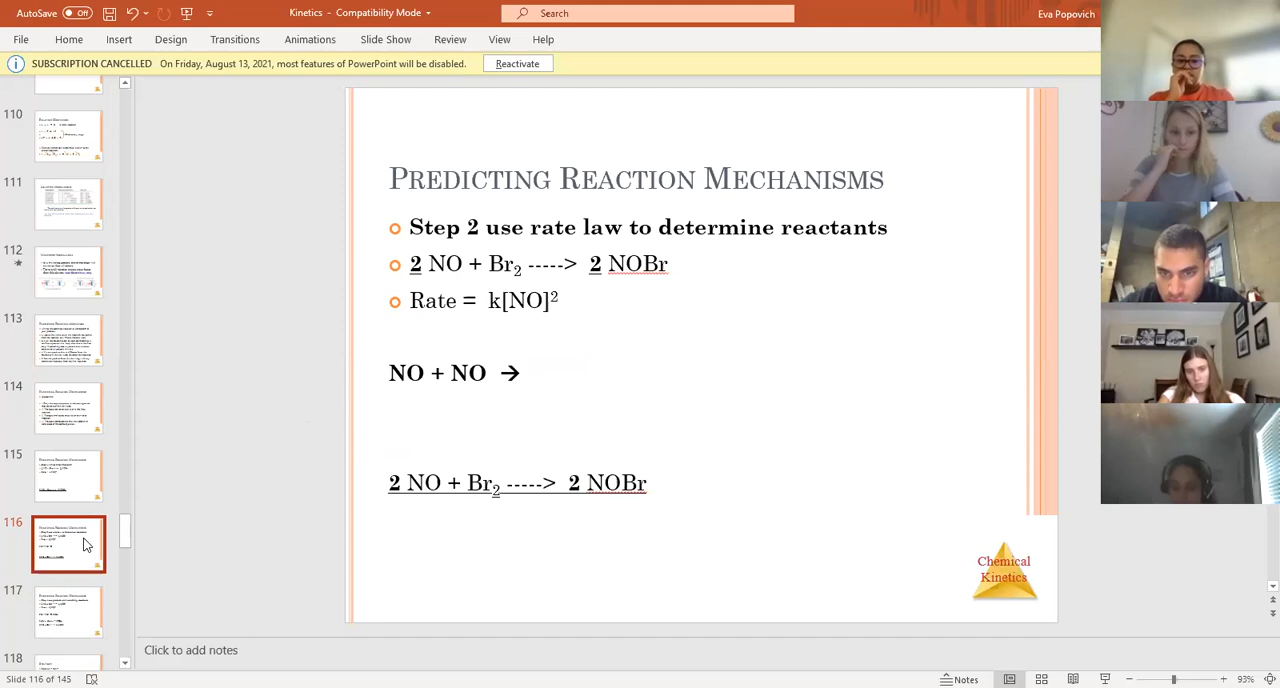 AutoSave Off
Kinetics - Compatibility Mode
Search
Eva Popovich
File Home Insert Design Transitions Animations Slide Show Review View Help
SUBSCRIPTION CANCELLED On Friday, August 13, 2021, most features of PowerPoint will be disabled. Reactivate
110
111
112
113
114
115
116
117
118
PREDICTING REACTION MECHANISMS
Step 2 use rate law to determine reactants
2 NO + Br₂ -----> 2 NOBr
Rate = k[NO]²
NO + NO →
2 NO + Br₂ -----> 2 NOBr
Chemical
Kinetics
Click to add notes
Slide 116 of 145
Notes
93%